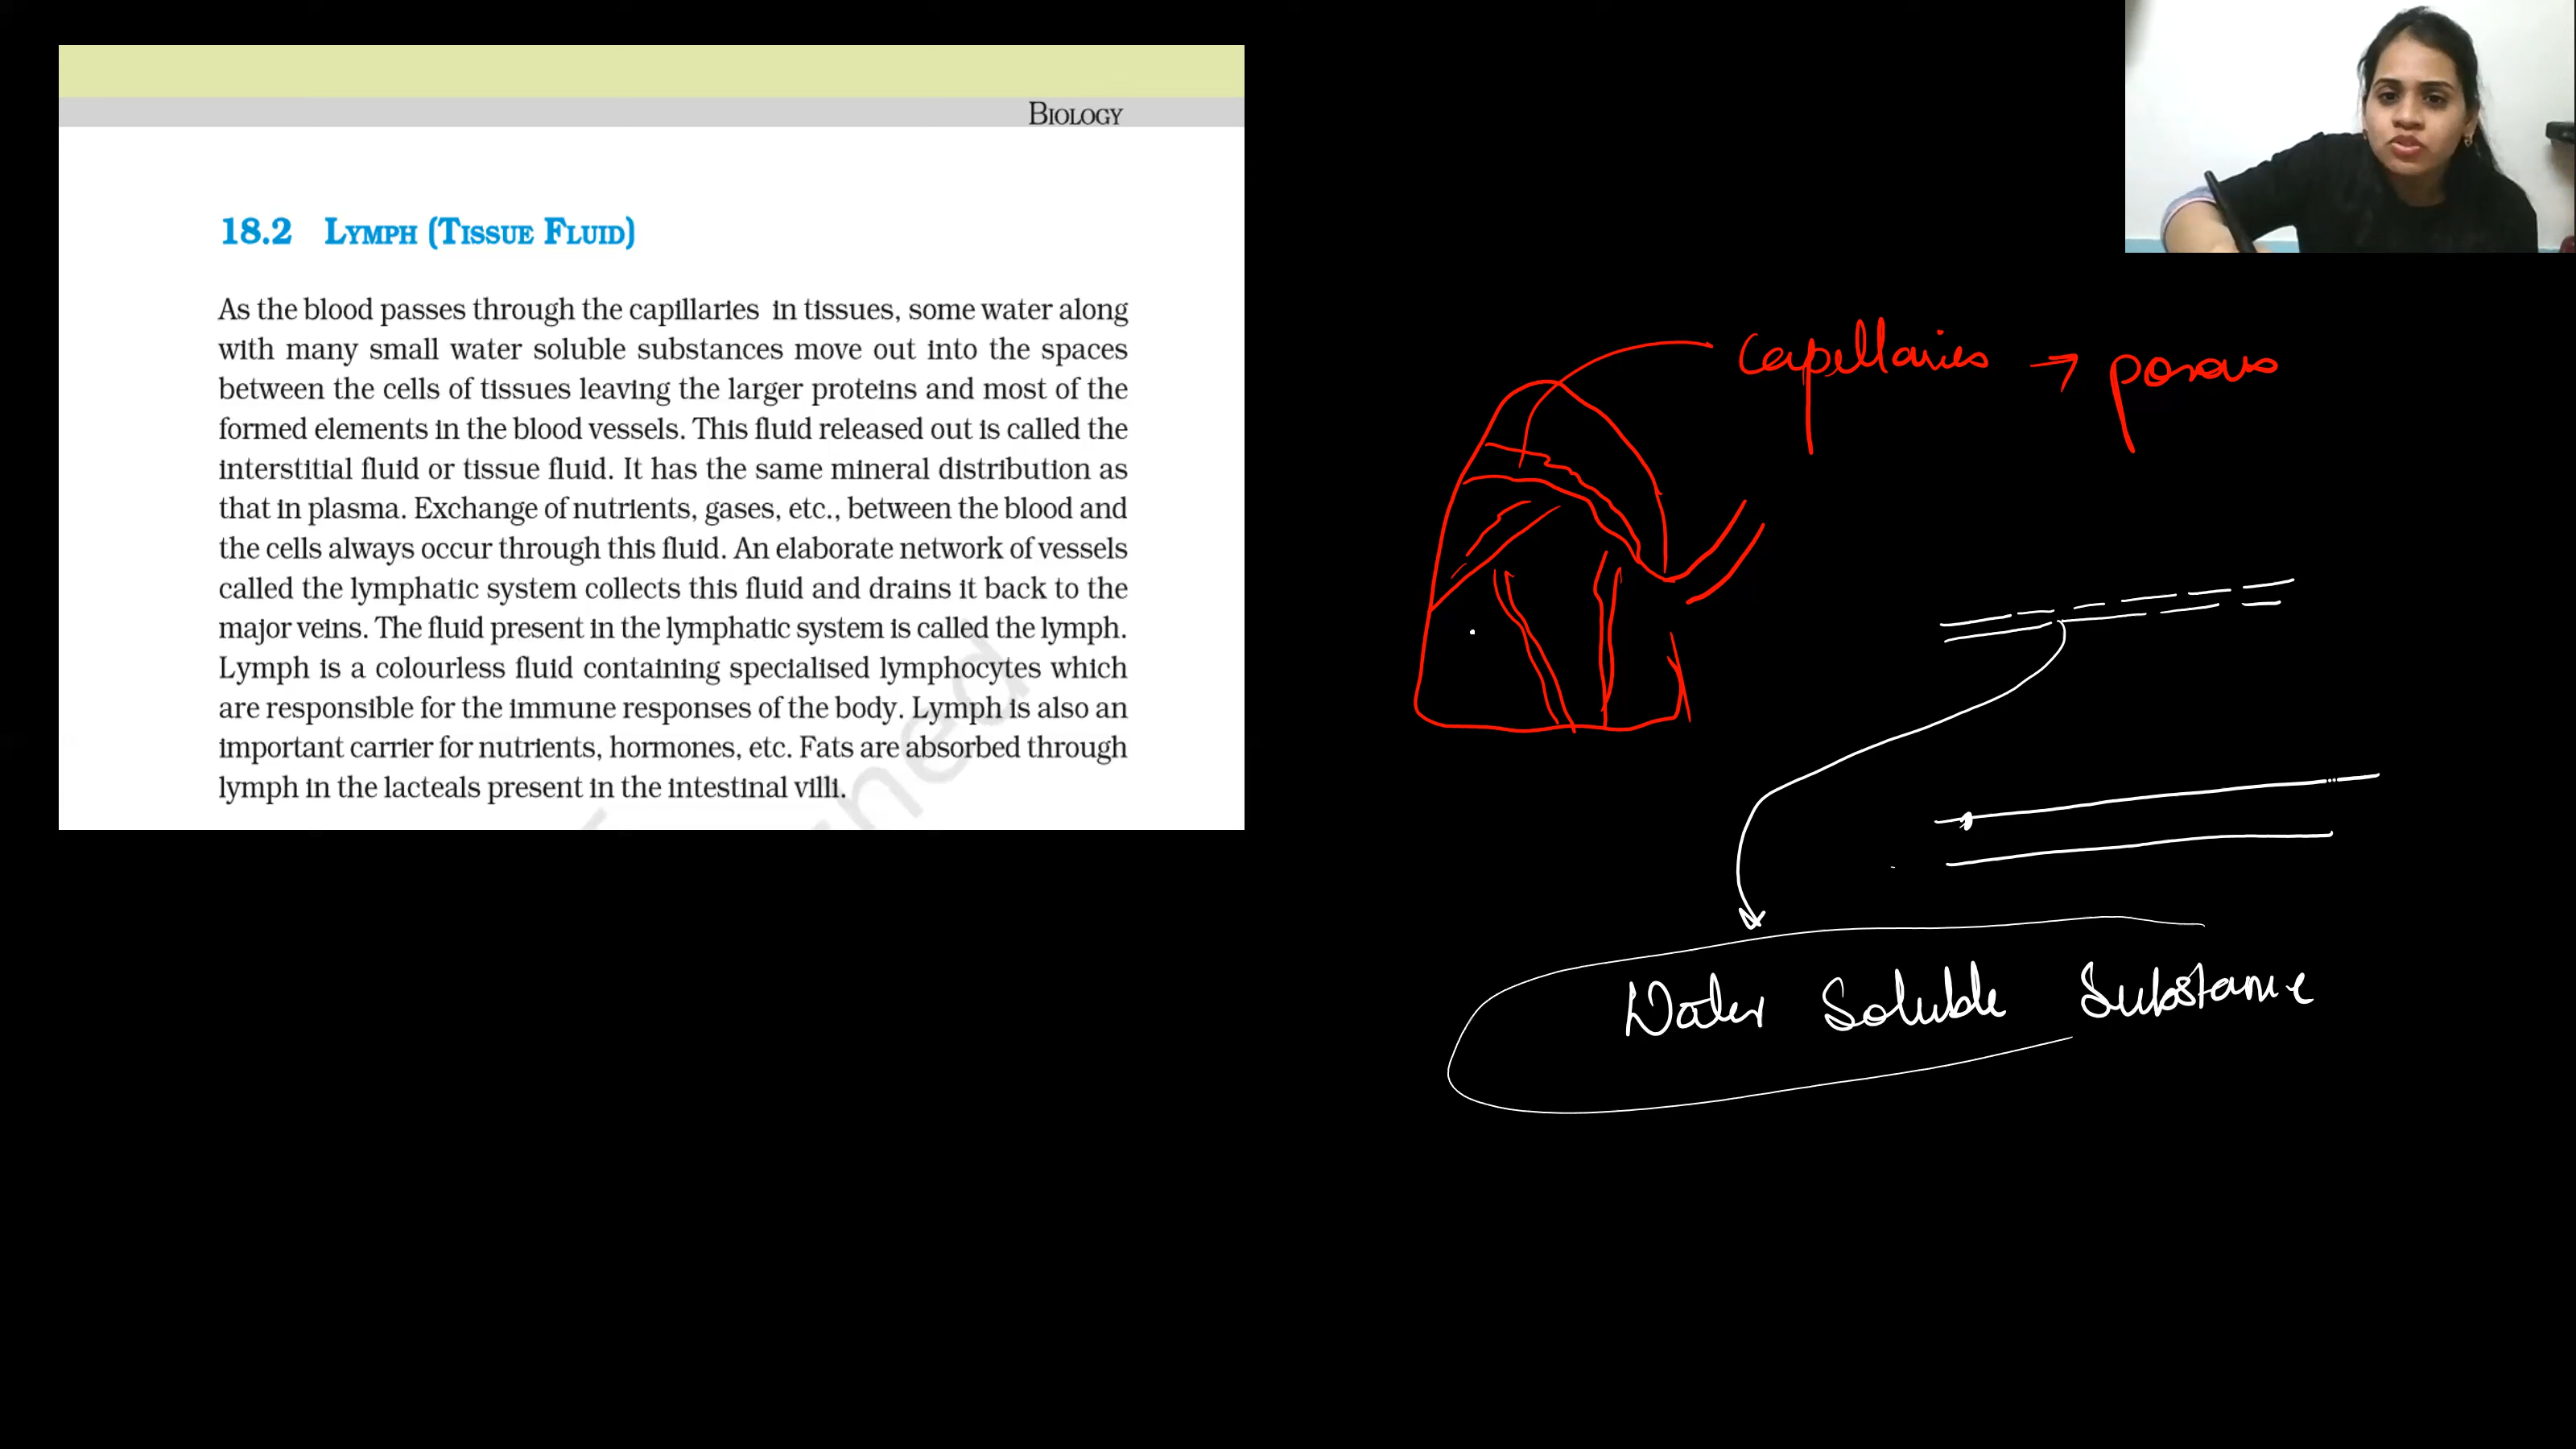 BIOLOGY
18.2 LYMPH (TISSUE FLUID)
As the blood passes through the capillaries in tissues, some water along
with many small water soluble substances move out into the spaces
between the cells of tissues leaving the larger proteins and most of the
formed elements in the blood vessels. This fluid released out is called the
interstitial fluid or tissue fluid. It has the same mineral distribution as
that in plasma. Exchange of nutrients, gases, etc., between the blood and
the cells always occur through this fluid. An elaborate network of vessels
called the lymphatic system collects this fluid and drains it back to the
major veins. The fluid present in the lymphatic system is called the lymph.
Lymph is a colourless fluid containing specialised lymphocytes which
are responsible for the immune responses of the body. Lymph is also an
important carrier for nutrients, hormones, etc. Fats are absorbed through
lymph in the lacteals present in the intestinal villi.
capillaries → porous
Water Soluble Substance